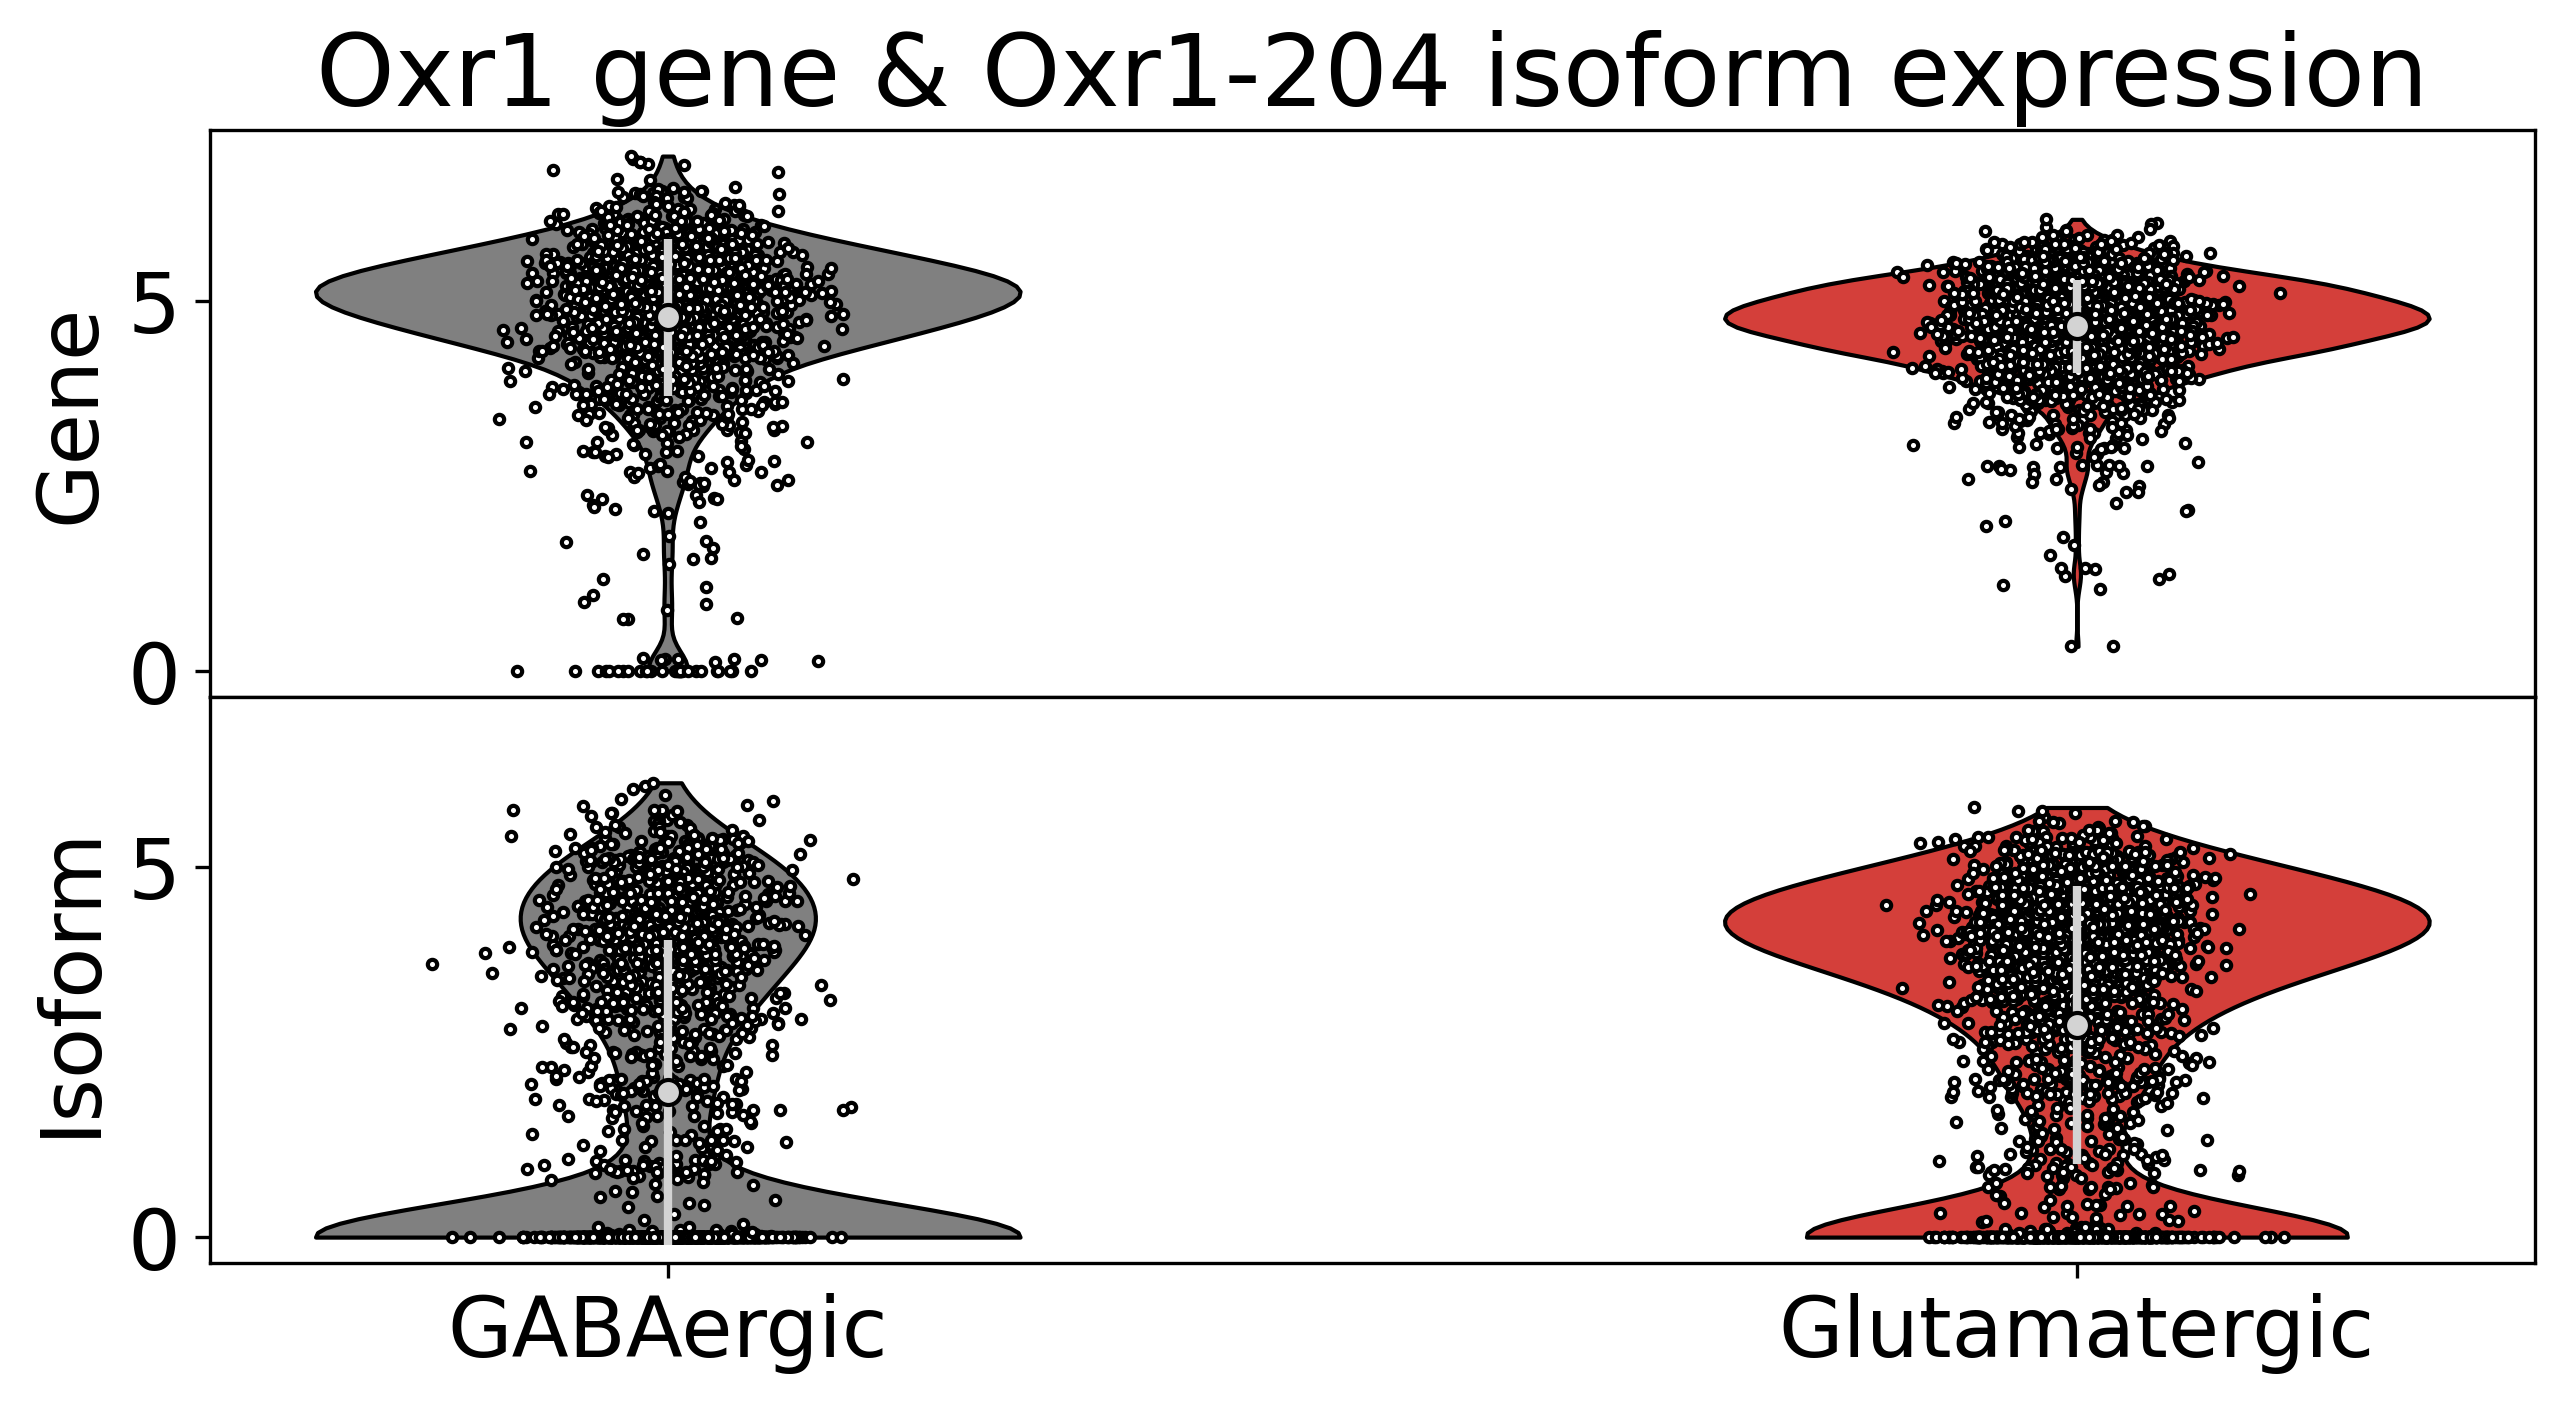 Oxr1 gene & Oxr1-204 isoform expression
Gene
5
0
Isoform
5
0
GABAergic
Glutamatergic